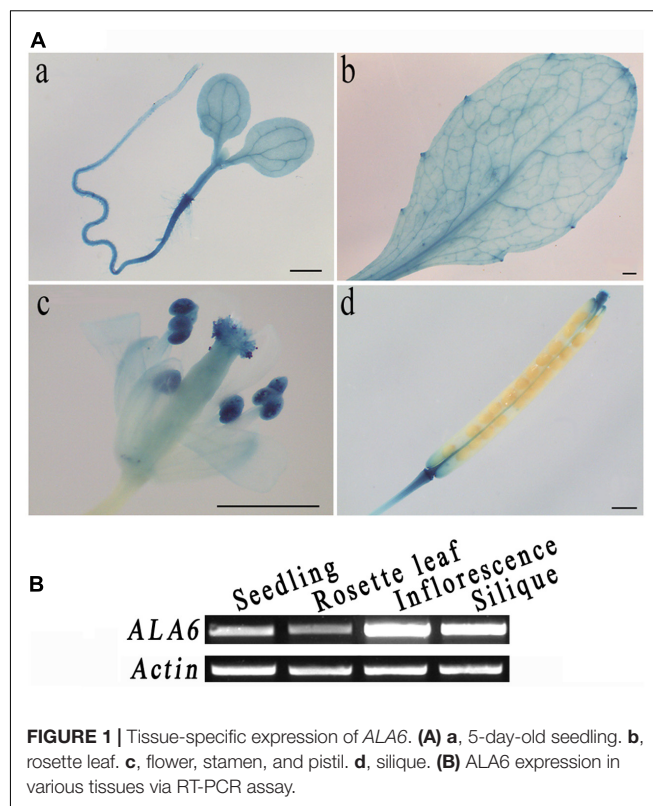 A
a
b
c
d
B
Seedling
Rosette leaf
Inflorescence
Silique
ALA6
Actin
FIGURE 1 | Tissue-specific expression of ALA6. (A) a, 5-day-old seedling. b,
rosette leaf. c, flower, stamen, and pistil. d, silique. (B) ALA6 expression in
various tissues via RT-PCR assay.